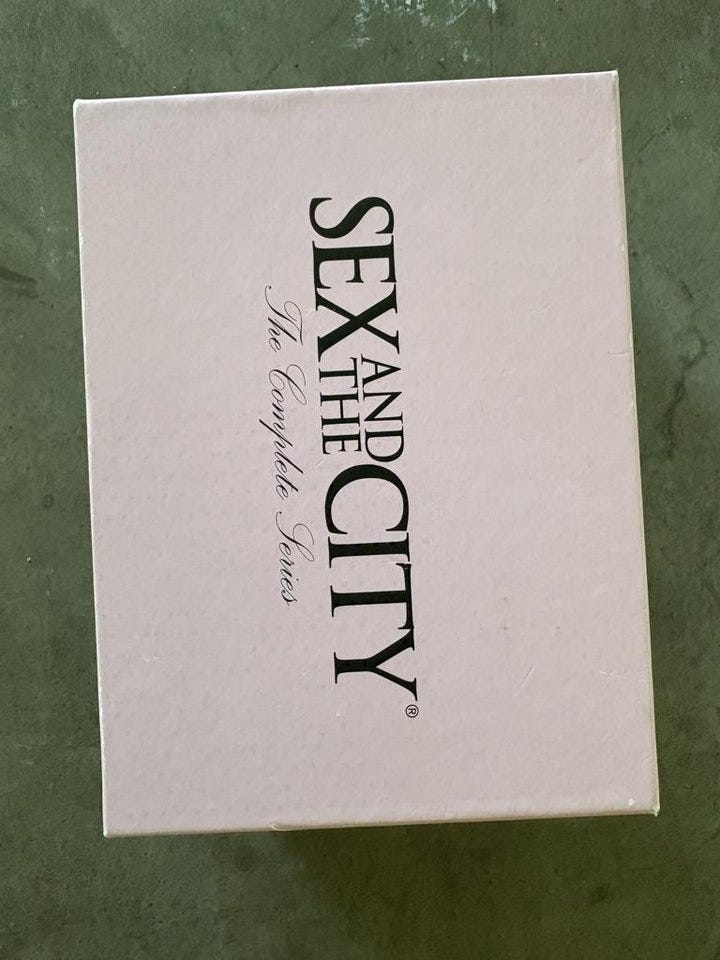 SEX AND THE CITY®
The Complete Series